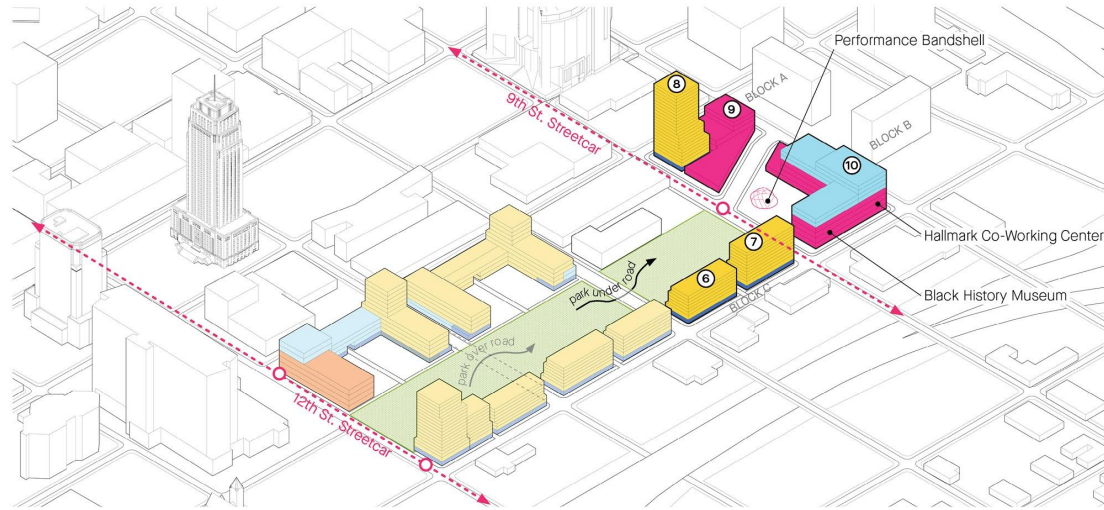 Performance Bandshell
8
BLOCK A
9
9th St. Streetcar
BLOCK B
10
Hallmark Co-Working Center
7
park under road
6
Black History Museum
BLOCK C
park over road
12th St. Streetcar